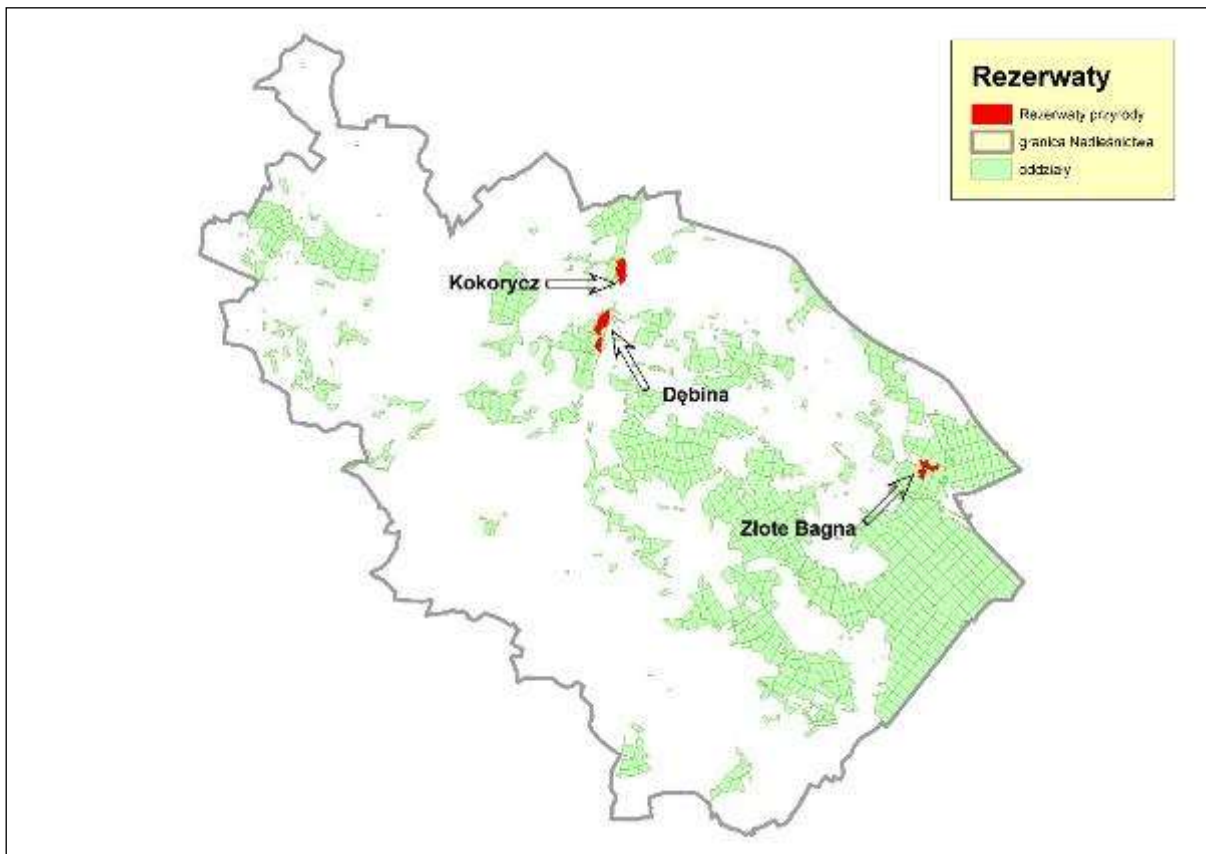 Rezerwaty
Rezerwaty przyrody
granica Nadleśnictwa
oddziały
Kokorycz
Dębina
Złote Bagna